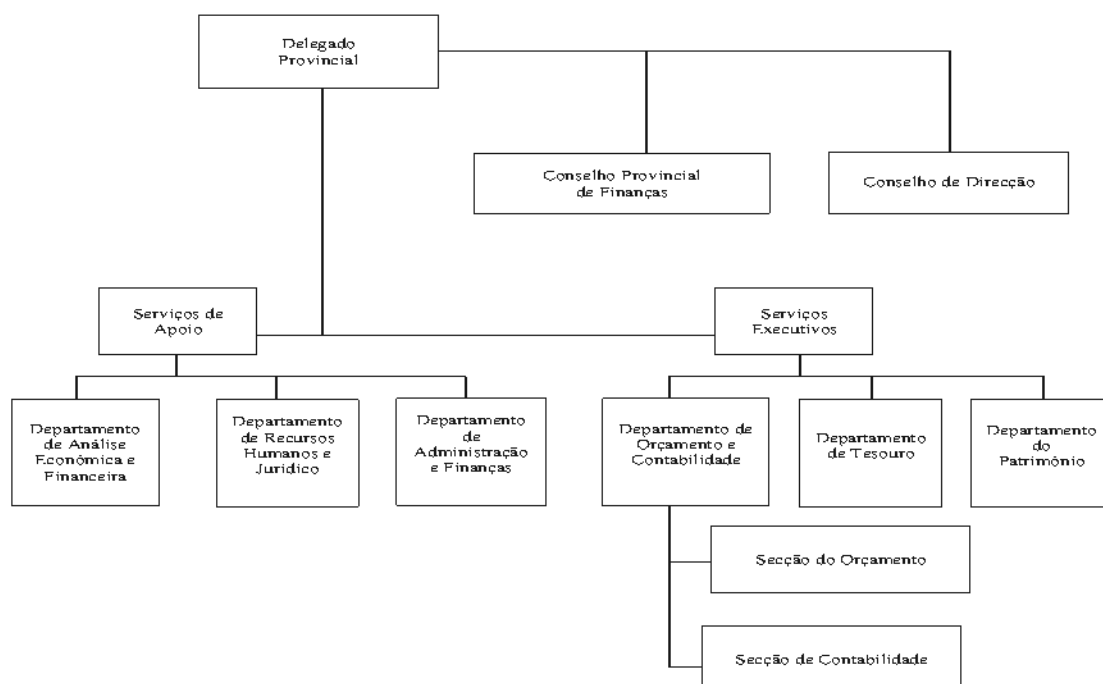 Delegado
Provincial
Conselho Provincial
de Finanças
Conselho de Direcção
Serviços de
Apoio
Serviços
Executivos
Departamento
de Análise
Econômica e
Financeira
Departamento
de Recursos
Humanos e
Jurídico
Departamento
de
Administração
e Finanças
Departamento de
Orçamento e
Contabilidade
Departamento
de Tesouro
Departamento
do
Patrimônio
Secção do Orçamento
Secção de Contabilidade